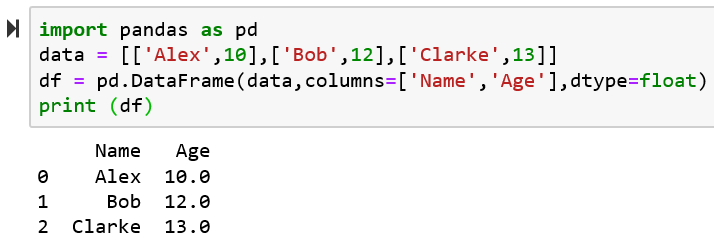 import pandas as pd
data = [['Alex',10],['Bob',12],['Clarke',13]]
df = pd.DataFrame(data,columns=['Name','Age'],dtype=float)
print (df)
     Name   Age
0    Alex  10.0
1     Bob  12.0
2  Clarke  13.0